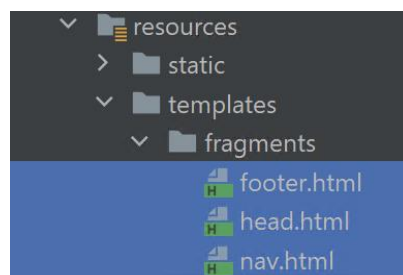 resources
static
templates
fragments
footer.html
head.html
nav.html